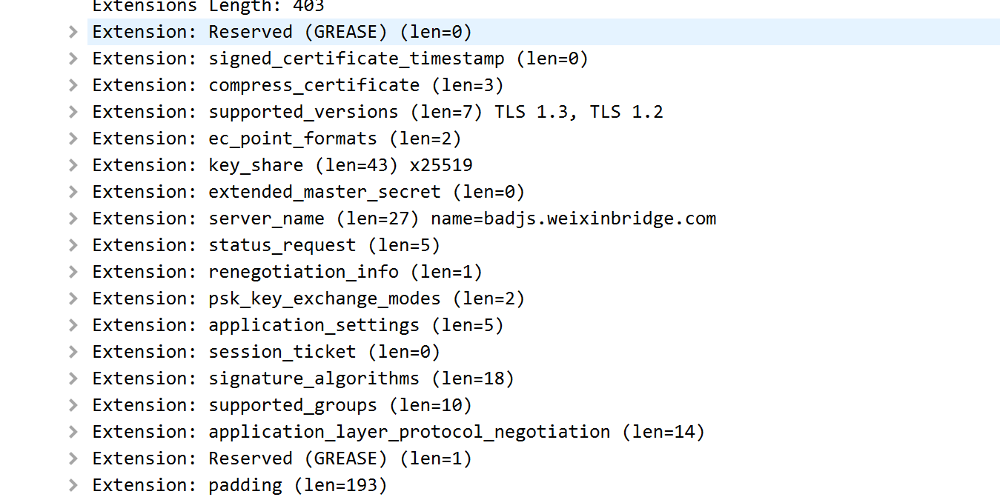 Extensions Length: 403
Extension: Reserved (GREASE) (len=0)
Extension: signed_certificate_timestamp (len=0)
Extension: compress_certificate (len=3)
Extension: supported_versions (len=7) TLS 1.3, TLS 1.2
Extension: ec_point_formats (len=2)
Extension: key_share (len=43) x25519
Extension: extended_master_secret (len=0)
Extension: server_name (len=27) name=badjs.weixinbridge.com
Extension: status_request (len=5)
Extension: renegotiation_info (len=1)
Extension: psk_key_exchange_modes (len=2)
Extension: application_settings (len=5)
Extension: session_ticket (len=0)
Extension: signature_algorithms (len=18)
Extension: supported_groups (len=10)
Extension: application_layer_protocol_negotiation (len=14)
Extension: Reserved (GREASE) (len=1)
Extension: padding (len=193)